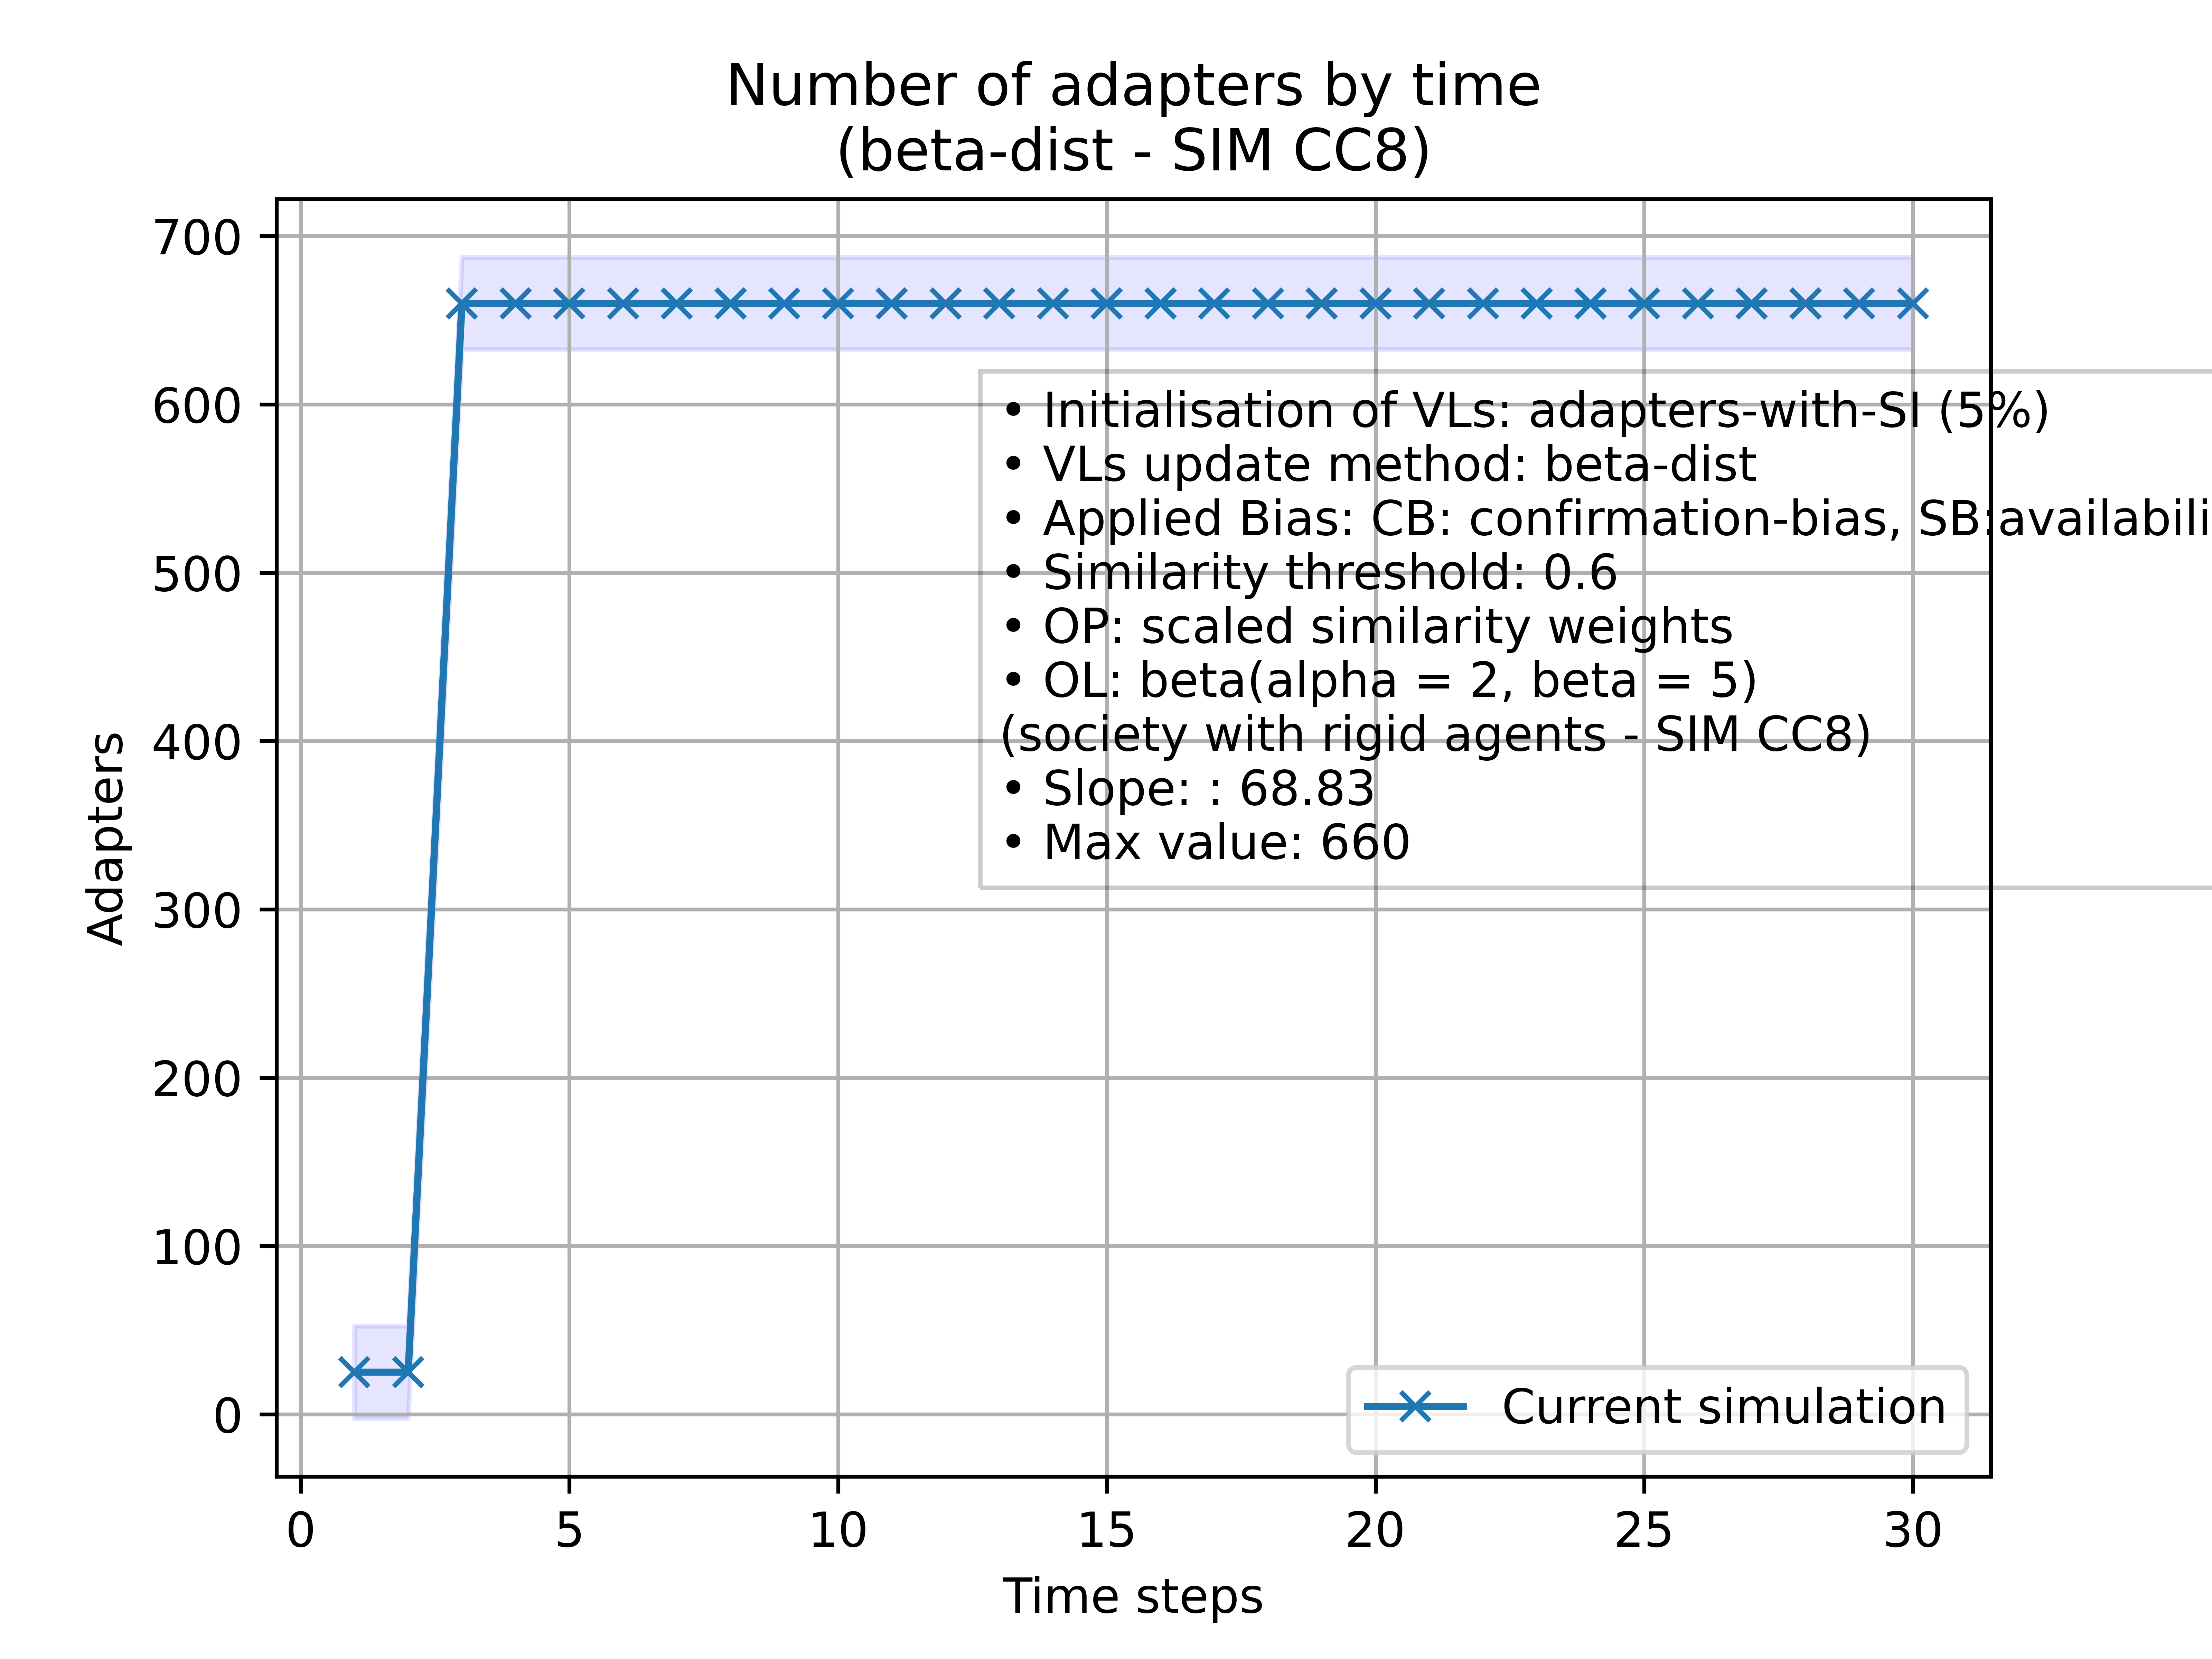 Number of adapters by time
(beta-dist - SIM CC8)
700
600
500
400
300
200
100
0
Adapters
• Initialisation of VLs: adapters-with-SI (5%)
• VLs update method: beta-dist
• Applied Bias: CB: confirmation-bias, SB:availabili
• Similarity threshold: 0.6
• OP: scaled similarity weights
• OL: beta(alpha = 2, beta = 5)
(society with rigid agents - SIM CC8)
• Slope: : 68.83
• Max value: 660
Current simulation
0 5 10 15 20 25 30
Time steps